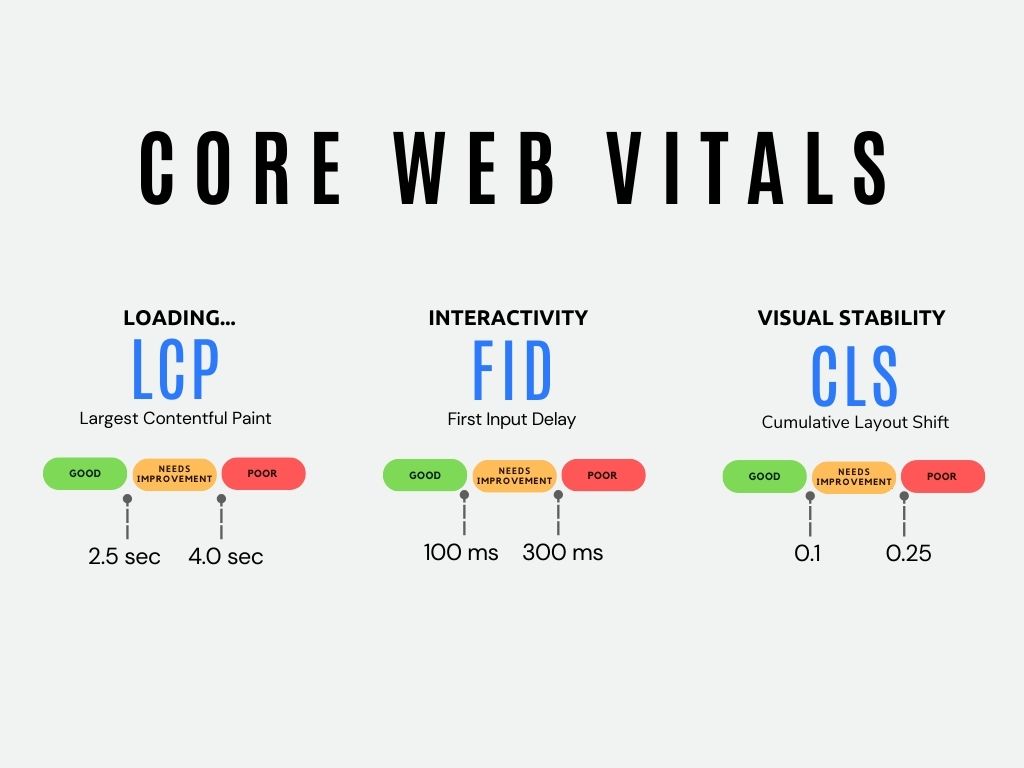 CORE WEB VITALS
LOADING...
LCP
Largest Contentful Paint
GOOD
NEEDS
IMPROVEMENT
POOR
2.5 sec
4.0 sec
INTERACTIVITY
FID
First Input Delay
GOOD
NEEDS
IMPROVEMENT
POOR
100 ms
300 ms
VISUAL STABILITY
CLS
Cumulative Layout Shift
GOOD
NEEDS
IMPROVEMENT
POOR
0.1
0.25